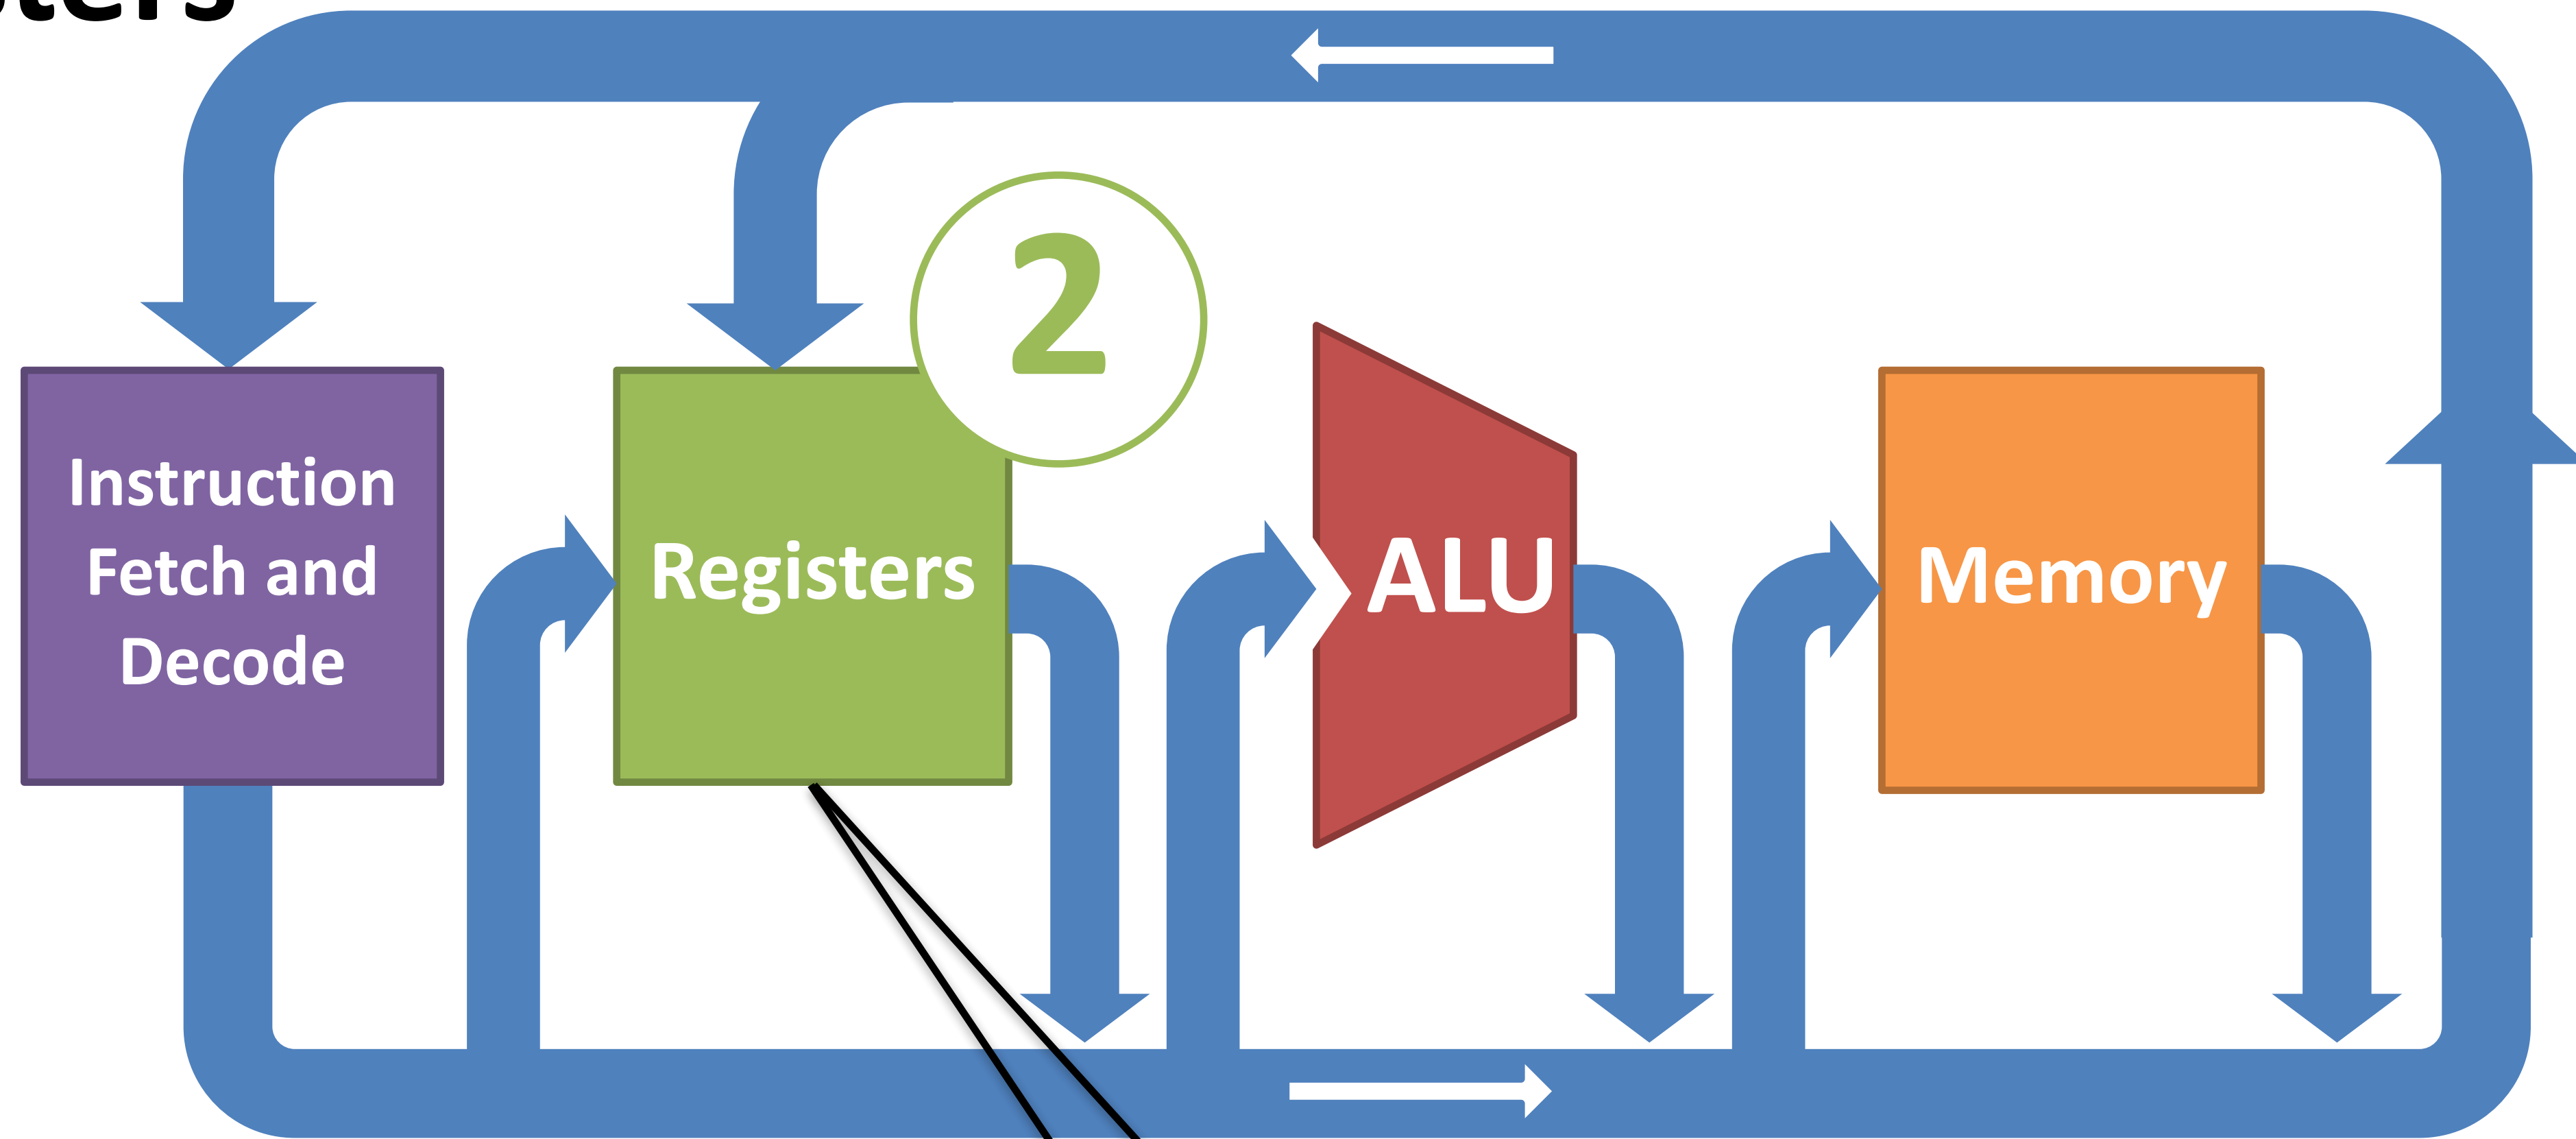 2
Instruction
Fetch and
Decode
Registers
ALU
Memory